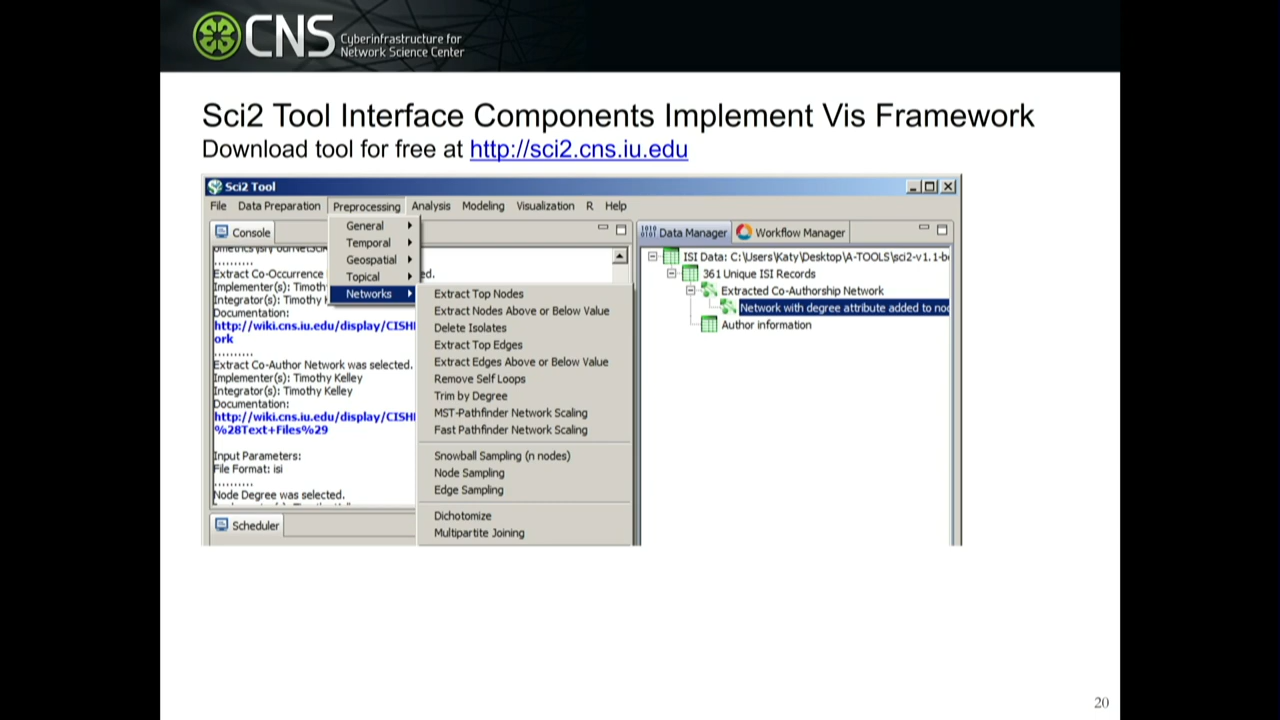 CNS Cyberinfrastructure for
Network Science Center
Sci2 Tool Interface Components Implement Vis Framework
Download tool for free at http://sci2.cns.iu.edu
Sci2 Tool
File Data Preparation Preprocessing Analysis Modeling Visualization R Help
Console
Extract Co-Occurrence
ed.
Implementer(s): Timoth
Integrator(s): Timothy
Documentation:
http://wiki.cns.iu.edu/display/CISH
ork
..........
Extract Co-Author Network was selected.
Implementer(s): Timothy Kelley
Integrator(s): Timothy Kelley
Documentation:
http://wiki.cns.iu.edu/display/CISH
%28Text+Files%29
Input Parameters:
File Format: isi
..........
Node Degree was selected.
Scheduler
General
Temporal
Geospatial
Topical
Networks
Extract Top Nodes
Extract Nodes Above or Below Value
Delete Isolates
Extract Top Edges
Extract Edges Above or Below Value
Remove Self Loops
Trim by Degree
MST-Pathfinder Network Scaling
Fast Pathfinder Network Scaling
Snowball Sampling (n nodes)
Node Sampling
Edge Sampling
Dichotomize
Multipartite Joining
Data Manager Workflow Manager
ISI Data: C:\Users\Katy\Desktop\A-TOOLS\sci2-v1.1-b
361 Unique ISI Records
Extracted Co-Authorship Network
Network with degree attribute added to no
Author information
20